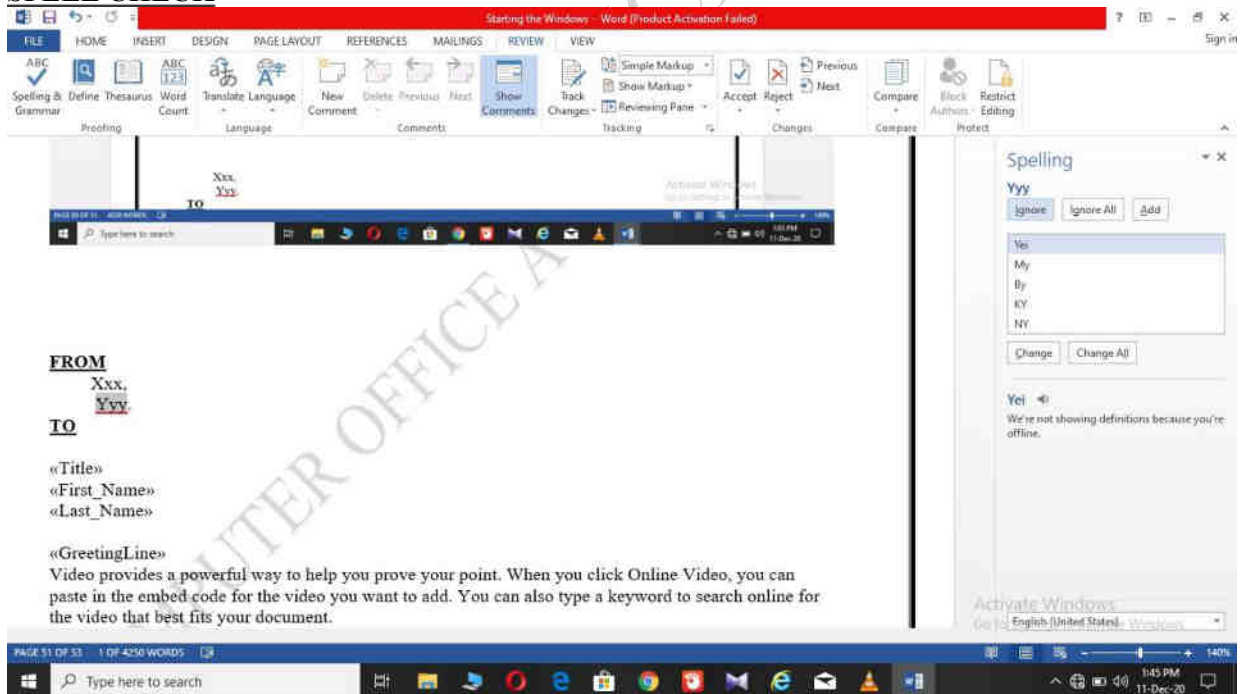 SPELL CHECK
Starting the Windows - Word (Product Activation Failed)
FILE HOME INSERT DESIGN PAGE LAYOUT REFERENCES MAILINGS REVIEW VIEW Sign in
Spelling & Grammar
Define
Thesaurus
Word Count
Translate
Language
New Comment
Delete
Previous
Next
Show Comments
Track Changes
Simple Markup
Show Markup
Reviewing Pane
Accept
Reject
Previous
Next
Compare
Block Authors
Restrict Editing
Proofing Language Comments Tracking Changes Compare Protect
Xxx,
Yyy.
TO
Activate Windows
Type here to search
FROM
Xxx,
Yyy.
TO
«Title»
«First_Name»
«Last_Name»
«GreetingLine»
Video provides a powerful way to help you prove your point. When you click Online Video, you can
paste in the embed code for the video you want to add. You can also type a keyword to search online for
the video that best fits your document.
Spelling
Yyy
Ignore Ignore All Add
Yei
My
By
KY
NY
Change Change All
Yei
We're not showing definitions because you're
offline.
Activate Windows
English (United States)
PAGE 51 OF 53 1 OF 4250 WORDS 140%
Type here to search
1:45 PM
11-Dec-20